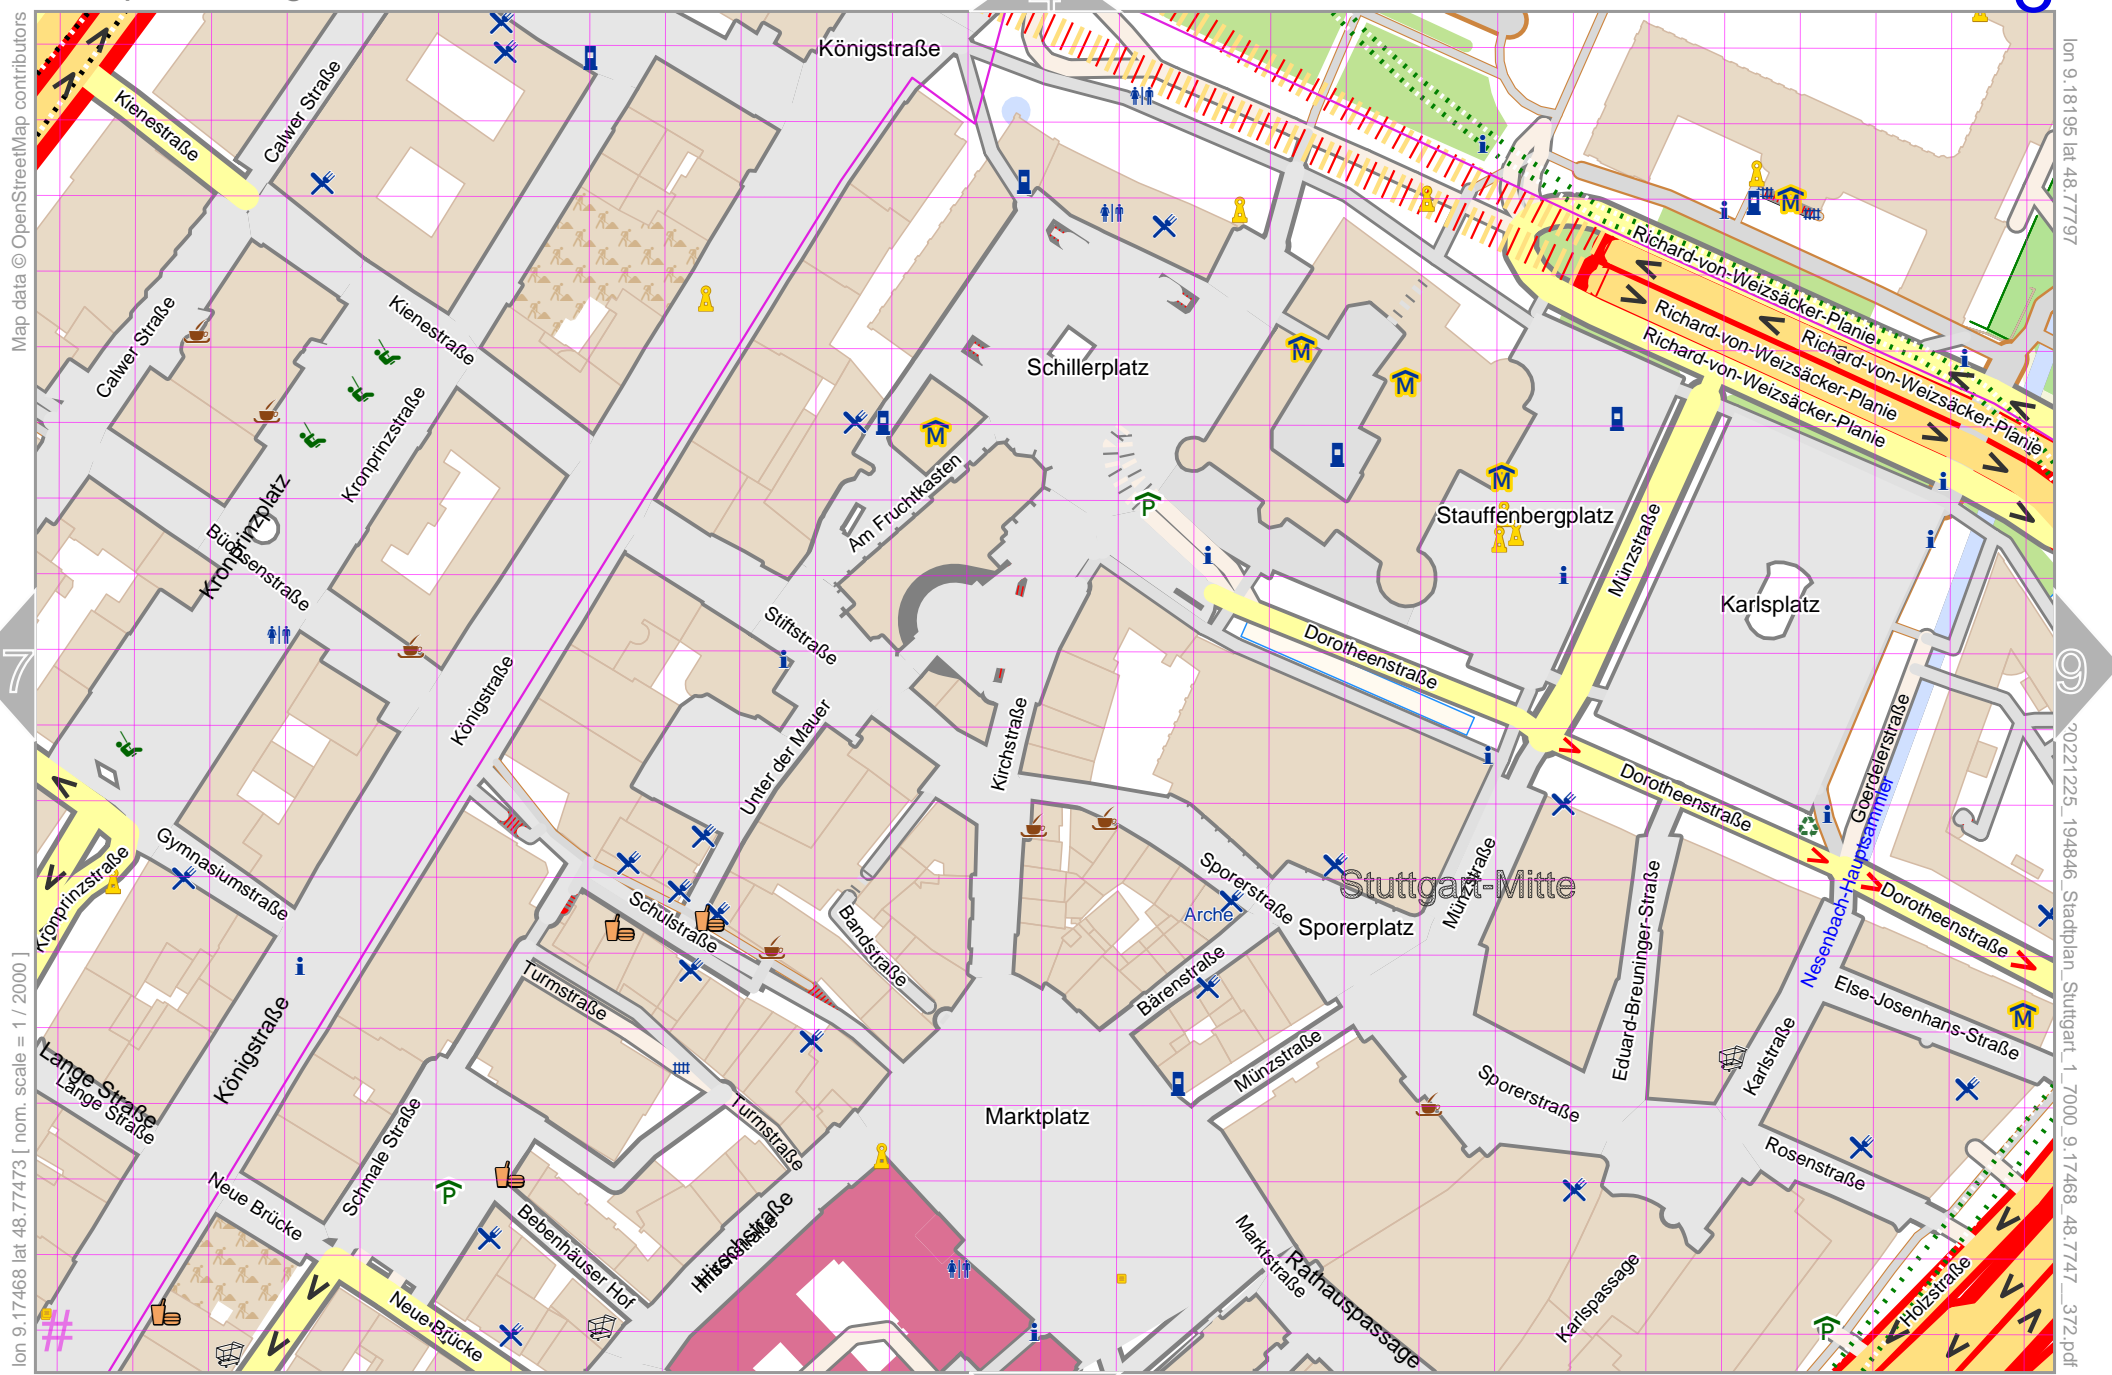 Map data © OpenStreetMap contributors
lon 9.17468 lat 48.77473 [ nom. scale = 1 / 2000 ]
lon 9.18195 lat 48.77797
20221225_194846_Stadtplan_Stuttgart_1_7000_9.17468_48.7747__372.pdf
7
9
Königstraße
Kienestraße
Calwer Straße
Richard-von-Weizsäcker-Planie
Richard-von-Weizsäcker-Planie
Richard-von-Weizsäcker-Planie
Richard-von-Weizsäcker-Planie
Calwer Straße
Kienestraße
Schillerplatz
Kronprinzstraße
Am Fruchtkasten
Kronprinzplatz
Büchsenstraße
Stauffenbergplatz
Münzstraße
Karlsplatz
Stiftstraße
Dorotheenstraße
Königstraße
Unter der Mauer
Kirchstraße
Goerdelerstraße
Dorotheenstraße
Nesenbach-Hauptsammler
Gymnasiumstraße
Kronprinzstraße
Sporerstraße
Stuttgart-Mitte
Münzstraße
Arche
Sporerplatz
Schulstraße
Bandstraße
Eduard-Breuninger-Straße
Dorotheenstraße
Turmstraße
Bärenstraße
Else-Josenhans-Straße
Königstraße
Lange Straße
Lange Straße
Münzstraße
Karlstraße
Sporerstraße
Marktplatz
Turmstraße
Schmale Straße
Rosenstraße
Neue Brücke
Bebenhäuser Hof
Hirschstraße
Hirschstraße
Marktstraße
Rathauspassage
Karlspassage
Holzstraße
Neue Brücke
#